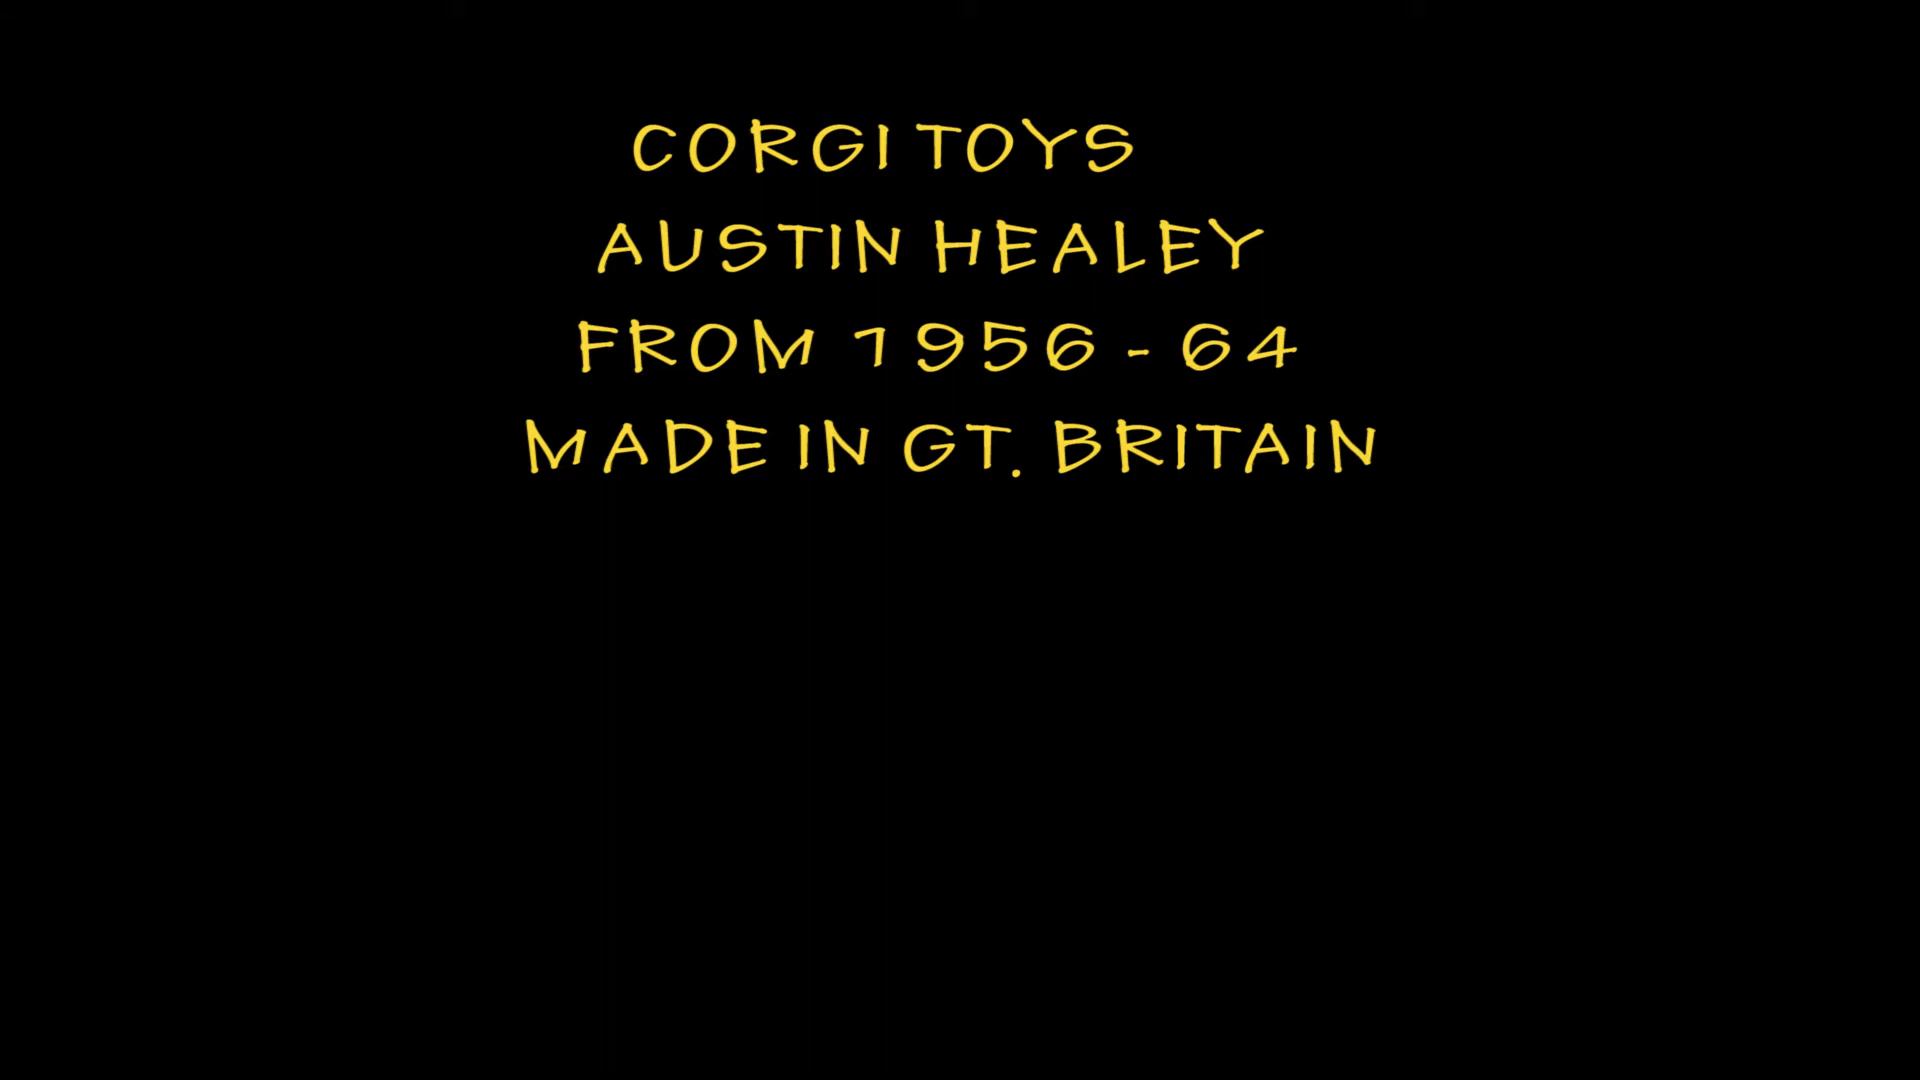 CORGI TOYS
AUSTIN HEALEY
FROM 1956 - 64
MADE IN GT. BRITAIN